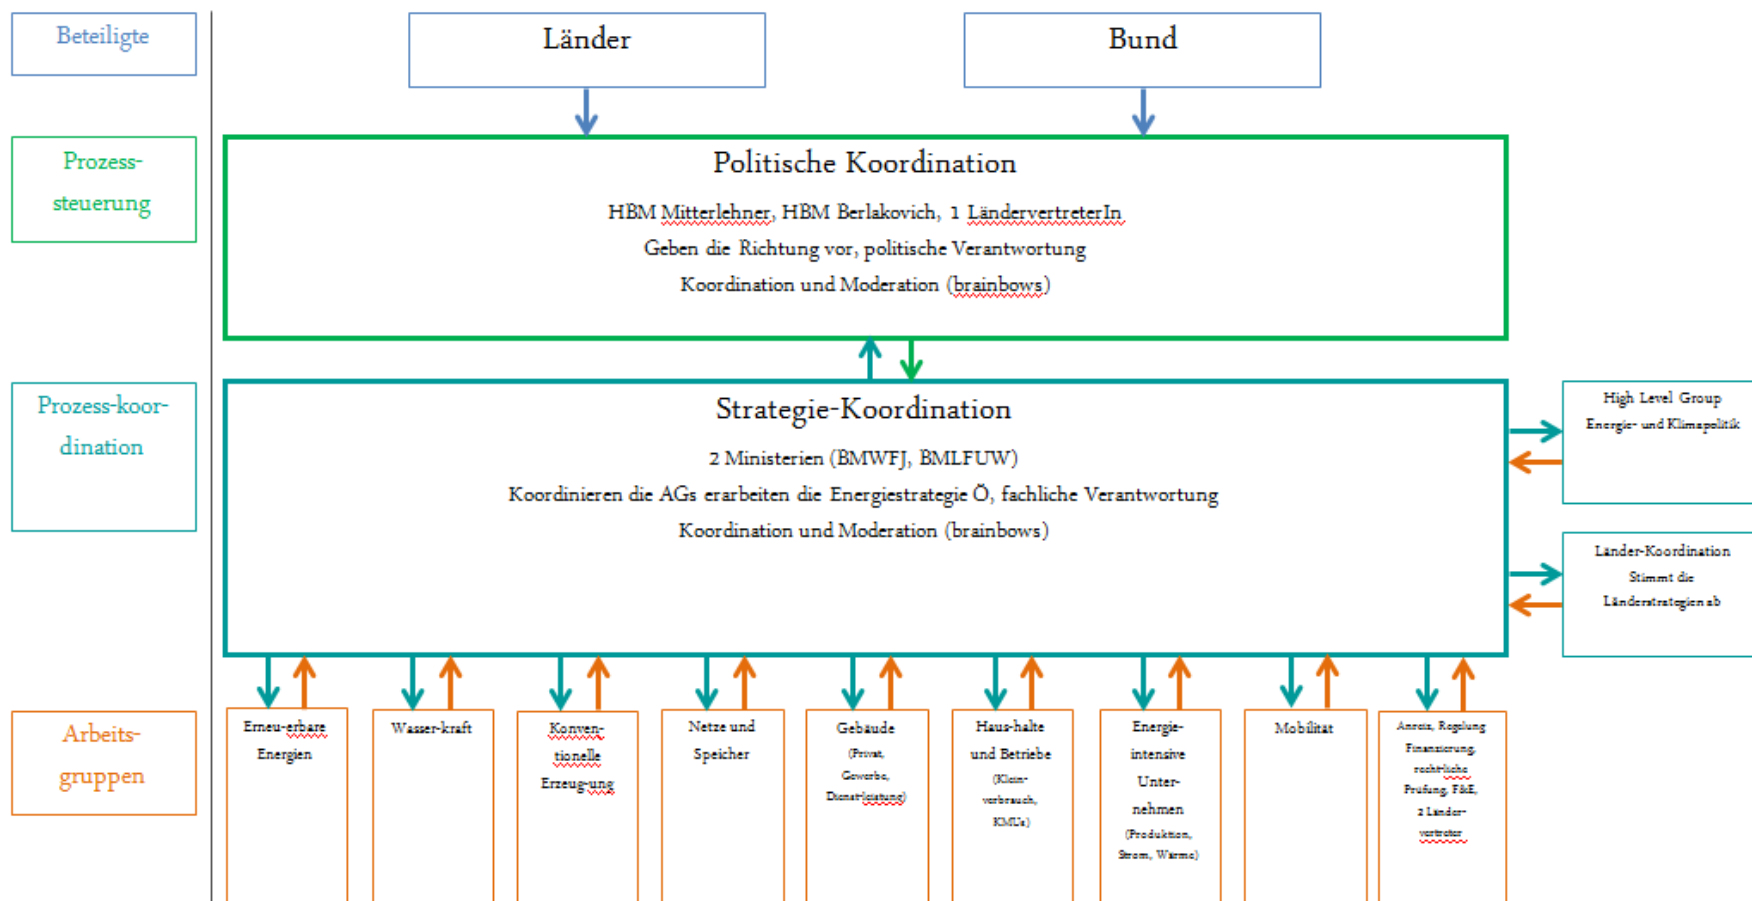 Beteiligte
Länder
Bund
Prozess-
steuerung
Politische Koordination
HBM Mitterlehner, HBM Berlakovich, 1 LändervertreterIn
Geben die Richtung vor, politische Verantwortung
Koordination und Moderation (brainbows)
Prozess-koor-
dination
Strategie-Koordination
2 Ministerien (BMWFJ, BMLFUW)
Koordinieren die AGs erarbeiten die Energiestrategie Ö, fachliche Verantwortung
Koordination und Moderation (brainbows)
High Level Group
Energie- und Klimapolitik
Länder-Koordination
Stimmt die
Länderstrategien ab
Arbeits-
gruppen
Erneu-erbare
Energien
Wasser-kraft
Konven-
tionelle
Erzeug-ung
Netze und
Speicher
Gebäude
(Privat,
Gewerbe,
Dienst-leistung)
Haus-halte
und Betriebe
(Klein-
verbrauch,
KMUs)
Energie-
intensive
Unter-
nehmen
(Produktion,
Strom, Wärme)
Mobilität
Anreiz, Regelung
Finanzierung,
recht-liche
Prüfung, F&E,
2 Länder-
vertreter